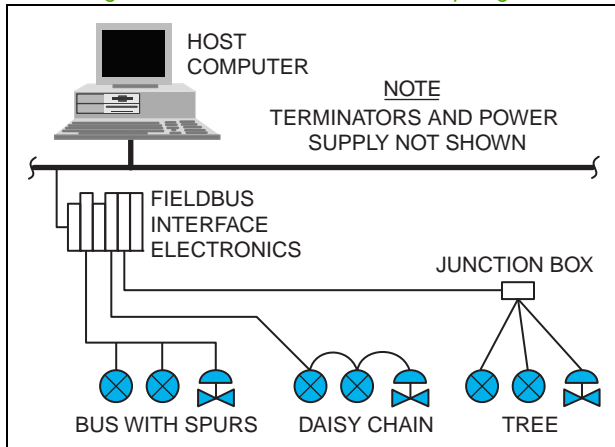 HOST
COMPUTER
NOTE
TERMINATORS AND POWER
SUPPLY NOT SHOWN
FIELDBUS
INTERFACE
ELECTRONICS
JUNCTION BOX
BUS WITH SPURS
DAISY CHAIN
TREE